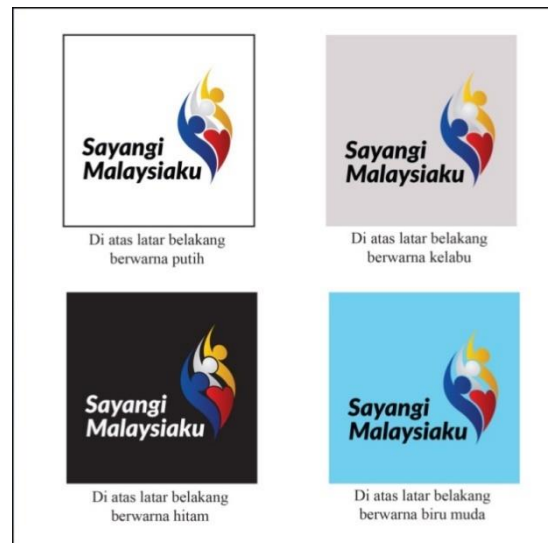 Sayangi
Malaysiaku
Di atas latar belakang
berwarna putih
Sayangi
Malaysiaku
Di atas latar belakang
berwarna kelabu
Sayangi
Malaysiaku
Di atas latar belakang
berwarna hitam
Sayangi
Malaysiaku
Di atas latar belakang
berwarna biru muda